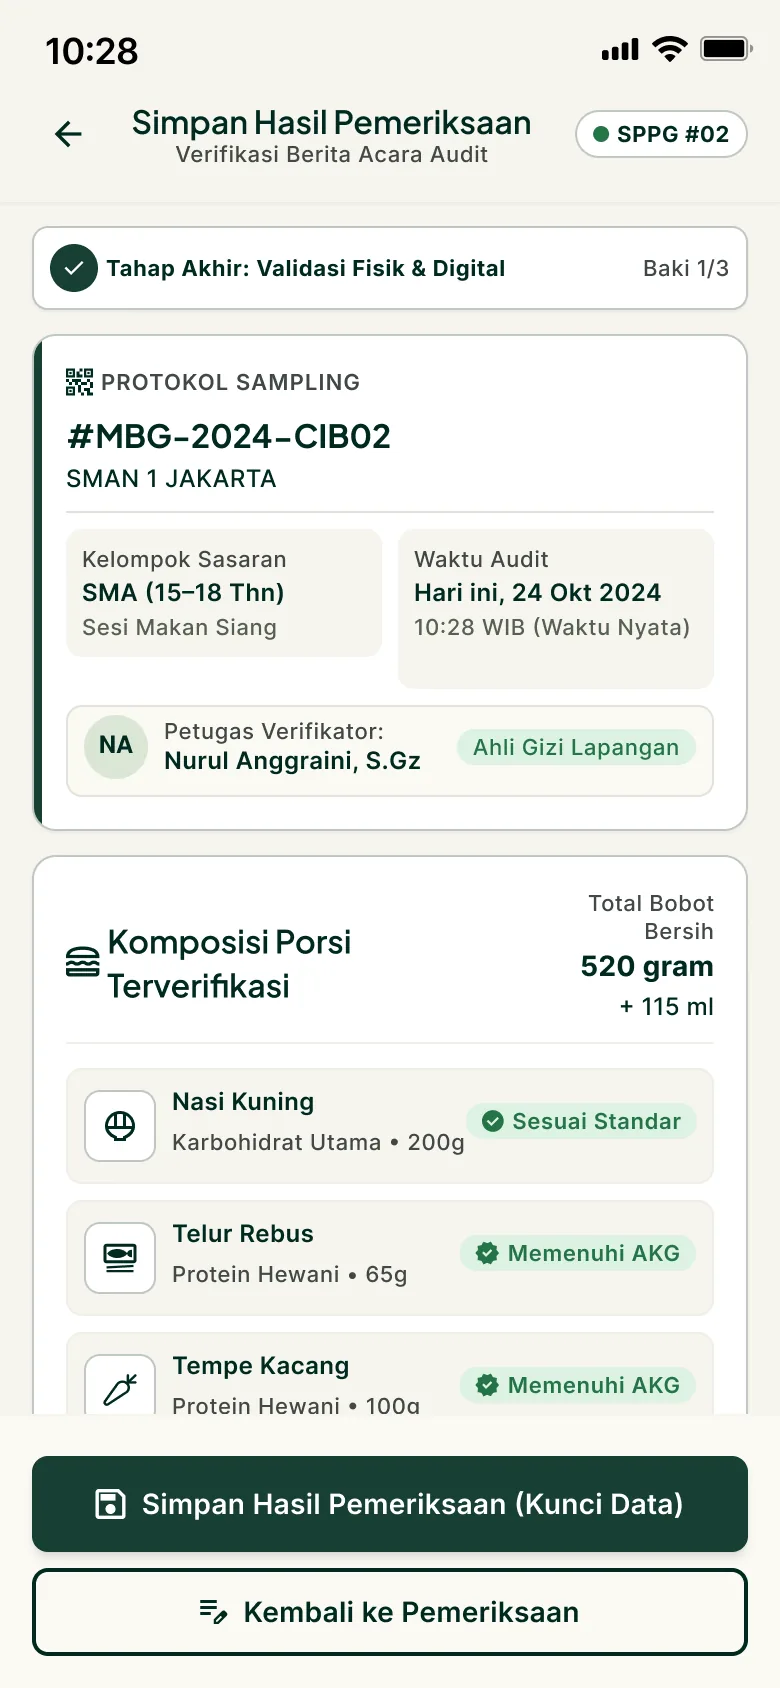 10:28
Simpan Hasil Pemeriksaan
Verifikasi Berita Acara Audit
SPPG #02
Tahap Akhir: Validasi Fisik & Digital
Baki 1/3
PROTOKOL SAMPLING
#MBG-2024-CIB02
SMAN 1 JAKARTA
Kelompok Sasaran
SMA (15–18 Thn)
Sesi Makan Siang
Waktu Audit
Hari ini, 24 Okt 2024
10:28 WIB (Waktu Nyata)
NA
Petugas Verifikator:
Nurul Anggraini, S.Gz
Ahli Gizi Lapangan
Komposisi Porsi
Terverifikasi
Total Bobot
Bersih
520 gram
+ 115 ml
Nasi Kuning
Karbohidrat Utama • 200g
Sesuai Standar
Telur Rebus
Protein Hewani • 65g
Memenuhi AKG
Tempe Kacang
Protein Hewani • 100g
Memenuhi AKG
Simpan Hasil Pemeriksaan (Kunci Data)
Kembali ke Pemeriksaan